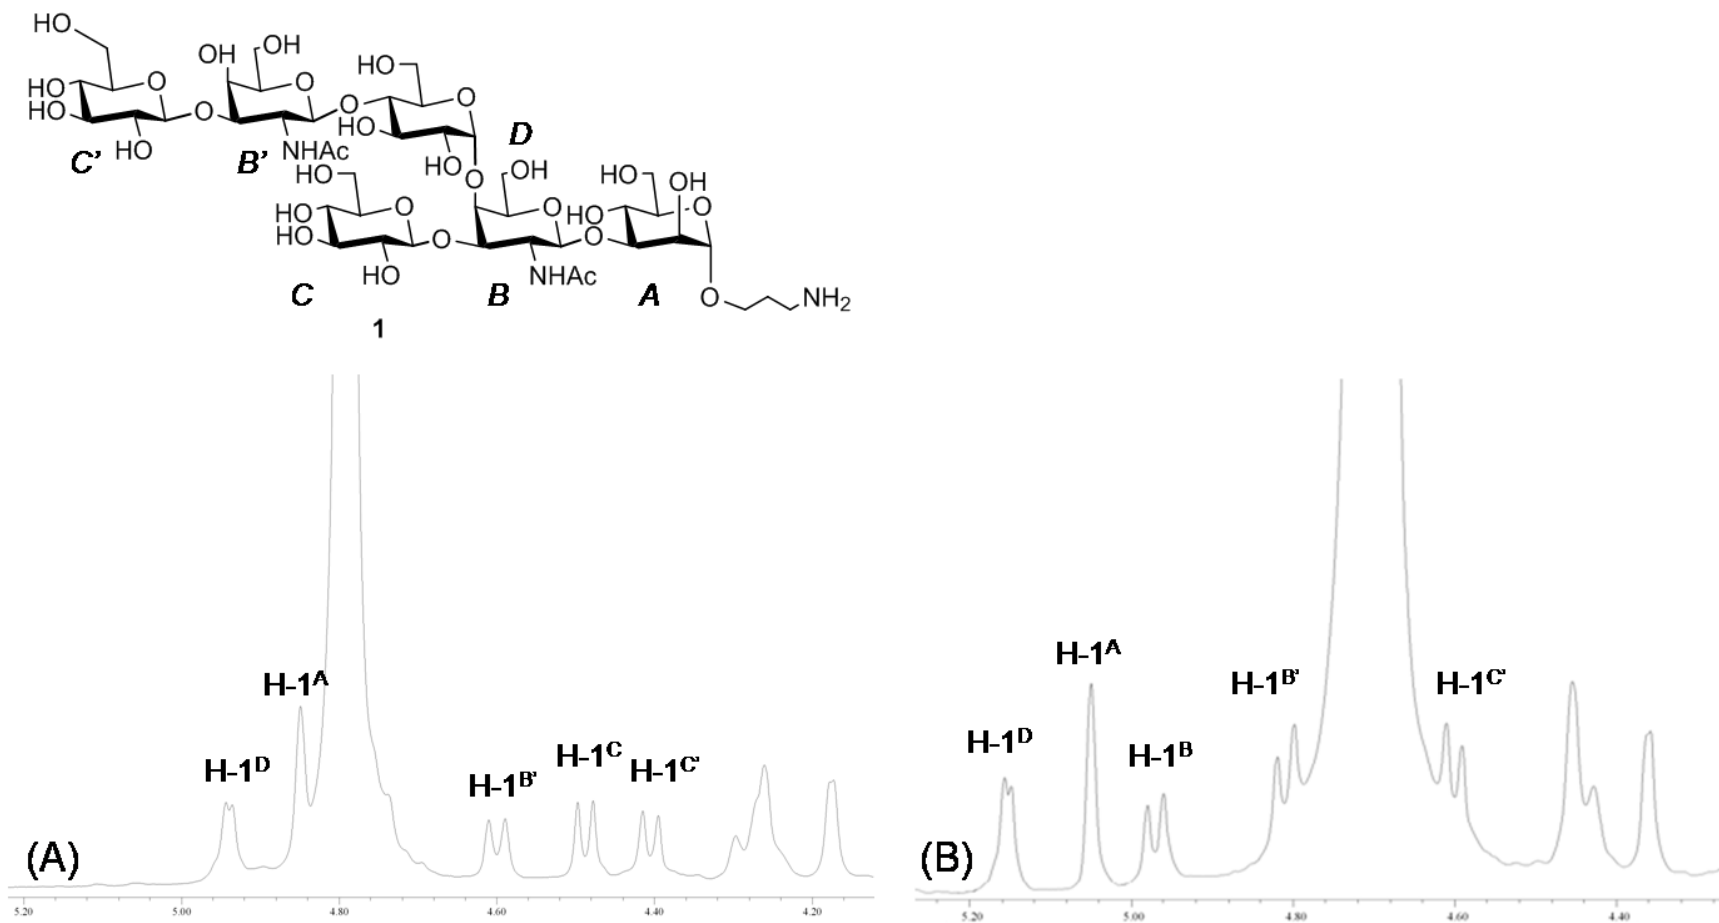 HO
OH
OH
HO
O
O
HO
O
HO
HO
O
O
O
HO
D
HO
NHAc
HO
OH
C'
B'
HO
O
HO
OH
O
O
HO
O
HO
HO
O
O
HO
NHAc
C
B
A
O
NH2
1
H-1A
H-1D
H-1B'
H-1C
H-1C'
(A)
5.20 5.00 4.80 4.60 4.40 4.20
H-1A
H-1D
H-1B
H-1B'
H-1C'
(B)
5.20 5.00 4.80 4.60 4.40